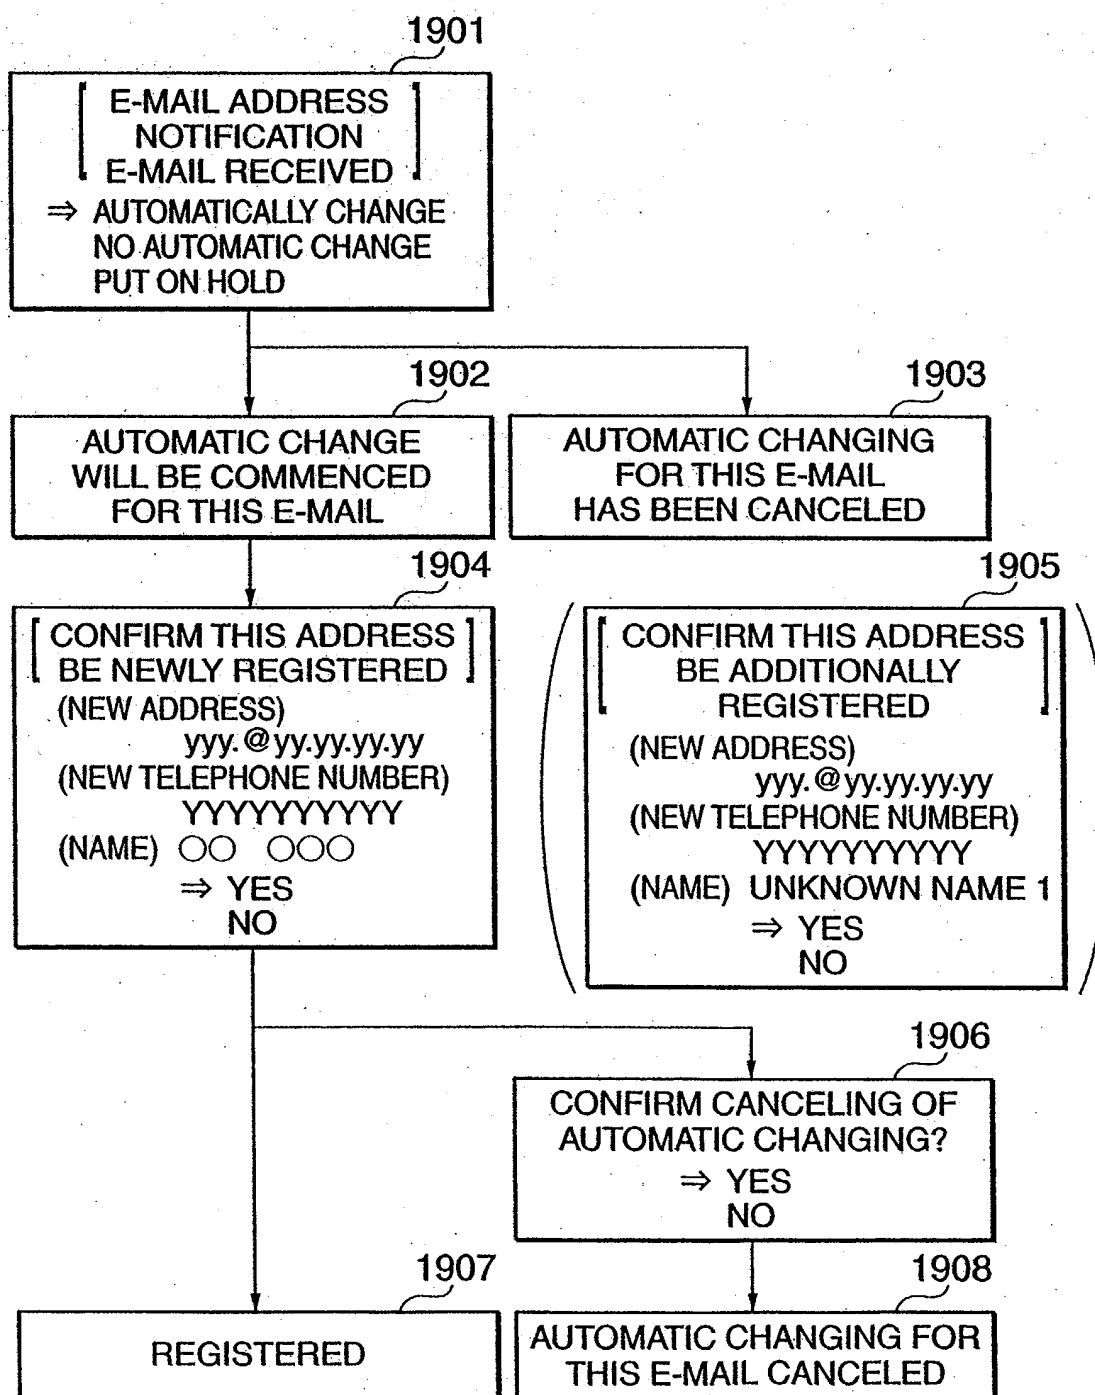 1901
[ E-MAIL ADDRESS
NOTIFICATION
E-MAIL RECEIVED ]
⇒ AUTOMATICALLY CHANGE
NO AUTOMATIC CHANGE
PUT ON HOLD
1902
AUTOMATIC CHANGE
WILL BE COMMENCED
FOR THIS E-MAIL
1903
AUTOMATIC CHANGING
FOR THIS E-MAIL
HAS BEEN CANCELED
1904
[ CONFIRM THIS ADDRESS
BE NEWLY REGISTERED ]
(NEW ADDRESS)
yyy.@yy.yy.yy.yy
(NEW TELEPHONE NUMBER)
YYYYYYYYYY
(NAME) ○○ ○○○
⇒ YES
NO
1905
[ CONFIRM THIS ADDRESS
BE ADDITIONALLY
REGISTERED ]
(NEW ADDRESS)
yyy.@yy.yy.yy.yy
(NEW TELEPHONE NUMBER)
YYYYYYYYYY
(NAME) UNKNOWN NAME 1
⇒ YES
NO
1906
CONFIRM CANCELING OF
AUTOMATIC CHANGING?
⇒ YES
NO
1907
REGISTERED
1908
AUTOMATIC CHANGING FOR
THIS E-MAIL CANCELED